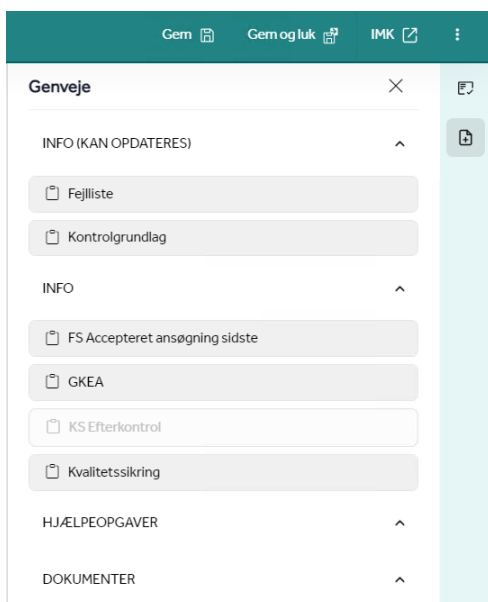 Gem
Gem og luk
IMK
Genveje
INFO (KAN OPDATERES)
Fejlliste
Kontrolgrundlag
INFO
FS Accepteret ansøgning sidste
GKEA
KS Efterkontrol
Kvalitetssikring
HJÆLPEOPGAVER
DOKUMENTER